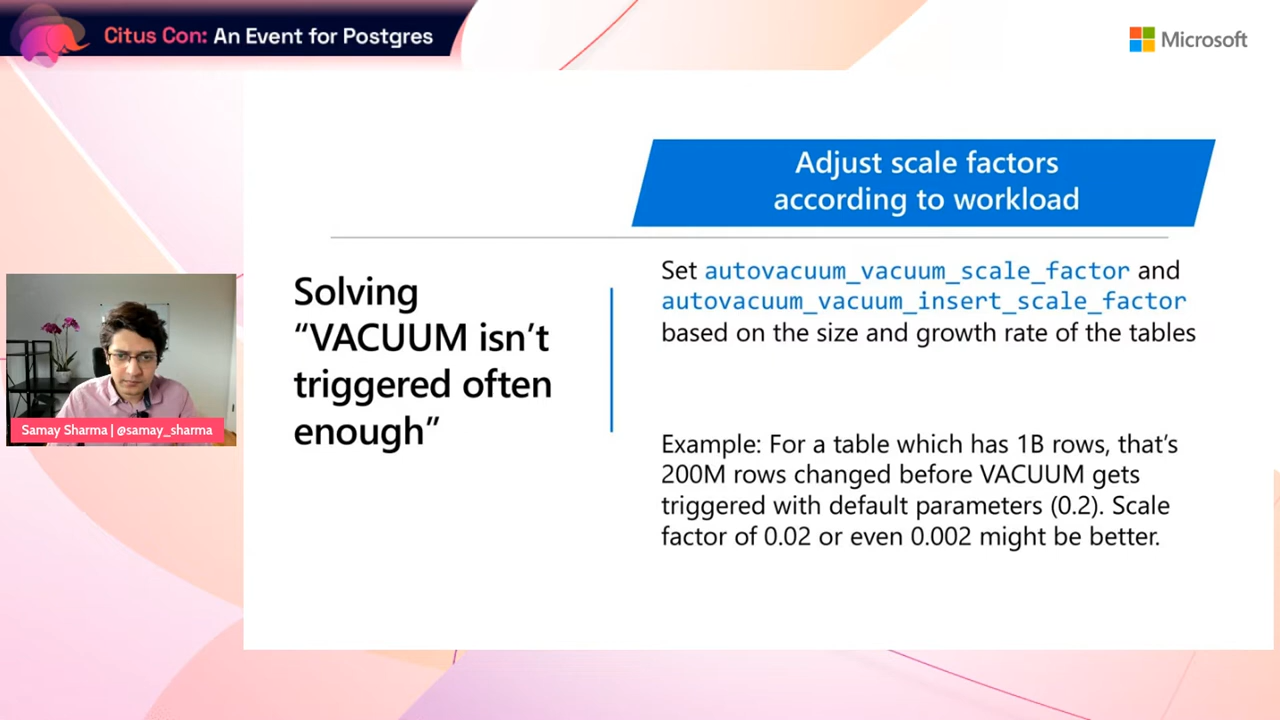 Citus Con: An Event for Postgres
Microsoft
Adjust scale factors
according to workload
Solving
“VACUUM isn’t
triggered often
enough”
Set autovacuum_vacuum_scale_factor and
autovacuum_vacuum_insert_scale_factor
based on the size and growth rate of the tables
Example: For a table which has 1B rows, that’s
200M rows changed before VACUUM gets
triggered with default parameters (0.2). Scale
factor of 0.02 or even 0.002 might be better.
Samay Sharma | @samay_sharma